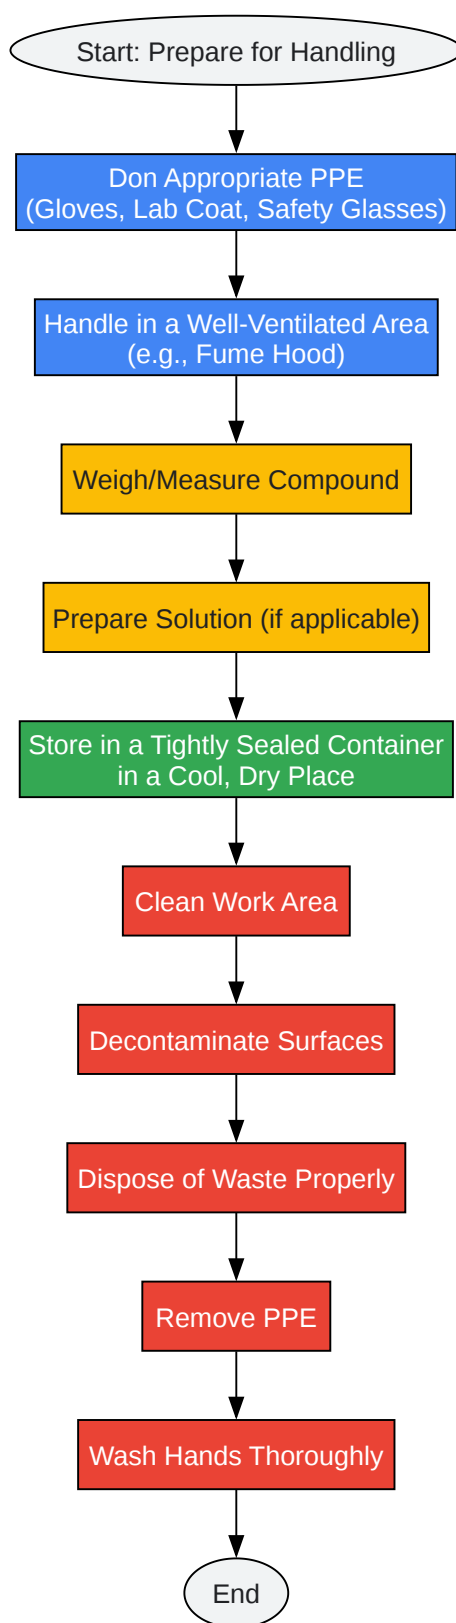 Start: Prepare for Handling
Don Appropriate PPE
(Gloves, Lab Coat, Safety Glasses)
Handle in a Well-Ventilated Area
(e.g., Fume Hood)
Weigh/Measure Compound
Prepare Solution (if applicable)
Store in a Tightly Sealed Container
in a Cool, Dry Place
Clean Work Area
Decontaminate Surfaces
Dispose of Waste Properly
Remove PPE
Wash Hands Thoroughly
End